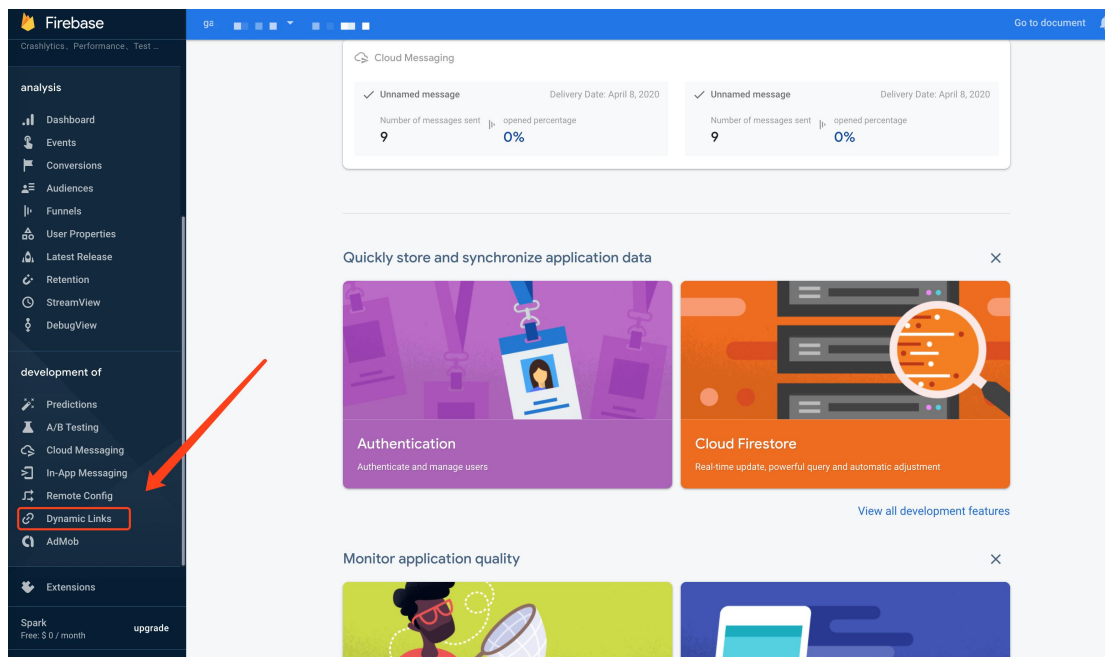 Firebase
ga
Go to document
Crashlytics, Performance, Test ...
analysis
Dashboard
Events
Conversions
Audiences
Funnels
User Properties
Latest Release
Retention
StreamView
DebugView
development of
Predictions
A/B Testing
Cloud Messaging
In-App Messaging
Remote Config
Dynamic Links
AdMob
Extensions
Spark
Free: $ 0 / month
upgrade
Cloud Messaging
Unnamed message Delivery Date: April 8, 2020
Number of messages sent opened percentage
9 0%
Unnamed message Delivery Date: April 8, 2020
Number of messages sent opened percentage
9 0%
Quickly store and synchronize application data
Authentication
Authenticate and manage users
Cloud Firestore
Real-time update, powerful query and automatic adjustment
View all development features
Monitor application quality